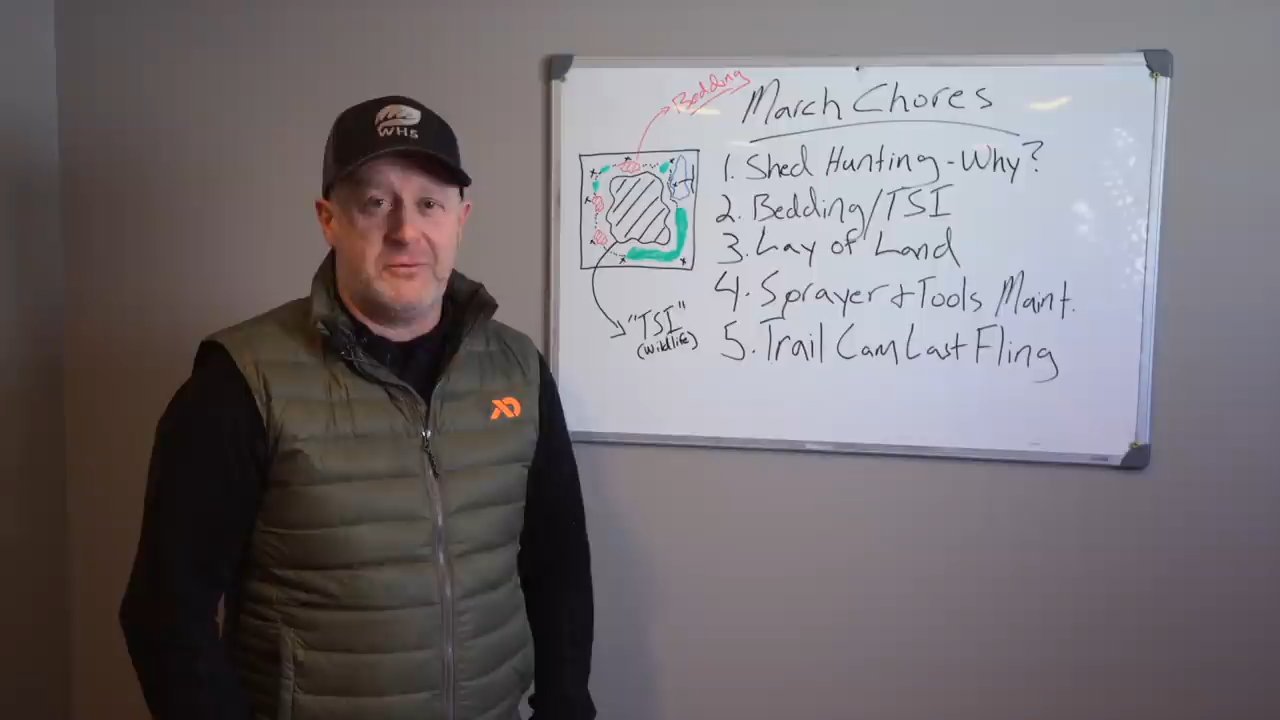 WHS
Bedding
March Chores
1. Shed Hunting - Why?
2. Bedding/TSI
3. Lay of Land
4. Sprayer + Tools Maint.
5. Trail Cam Last Fling
"TSI"
(Wildlife)